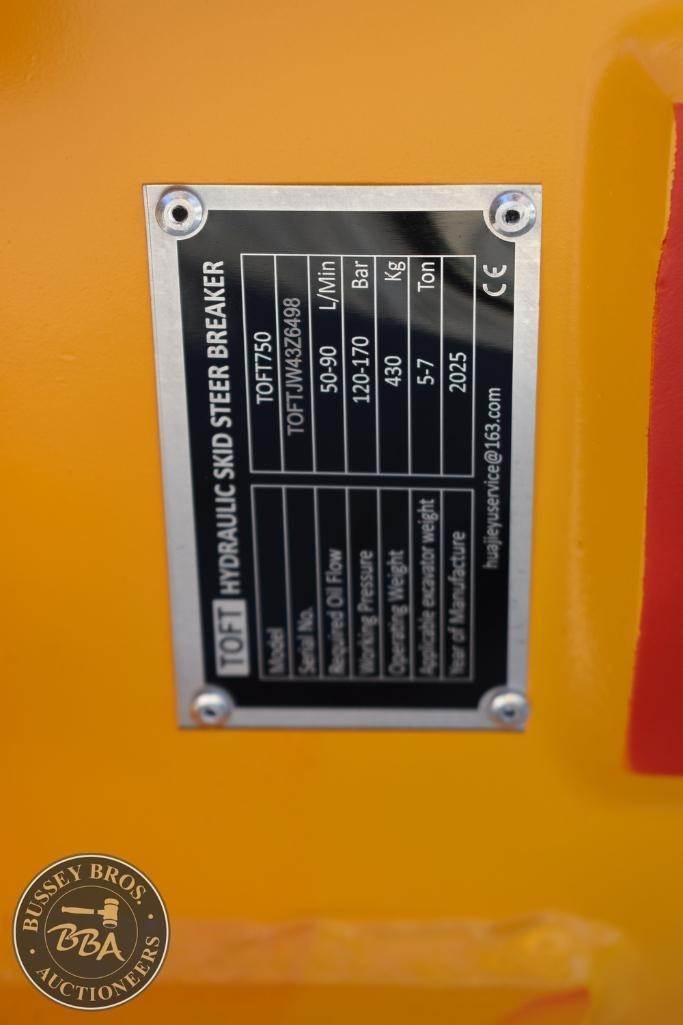 TOFT HYDRAULIC SKID STEER BREAKER
Model TOFT750
Serial No. TOFTJW43Z6498
Required Oil Flow 50-90 L/Min
Working Pressure 120-170 Bar
Operating Weight 430 Kg
Applicable excavator weight 5-7 Ton
Year of Manufacture 2025
huajieyuservice@163.com CE
BUSSEY BROS.
BBA
AUCTIONEERS